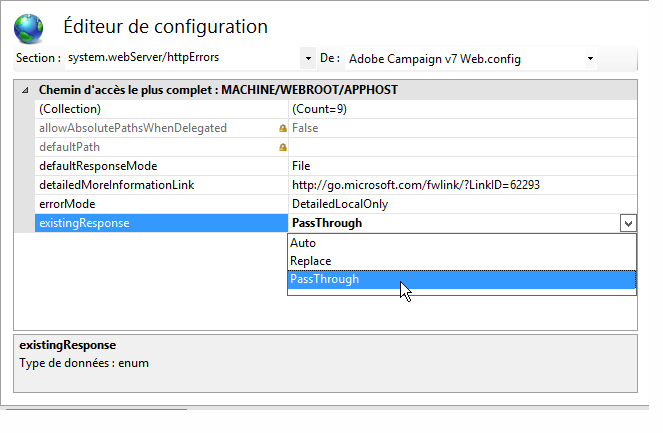 Éditeur de configuration
Section : system.webServer/httpErrors De : Adobe Campaign v7 Web.config
Chemin d'accès le plus complet : MACHINE/WEBROOT/APPHOST
(Collection) (Count=9)
allowAbsolutePathsWhenDelegated False
defaultPath
defaultResponseMode File
detailedMoreInformationLink http://go.microsoft.com/fwlink/?LinkID=62293
errorMode DetailedLocalOnly
existingResponse PassThrough
Auto
Replace
PassThrough
existingResponse
Type de données : enum